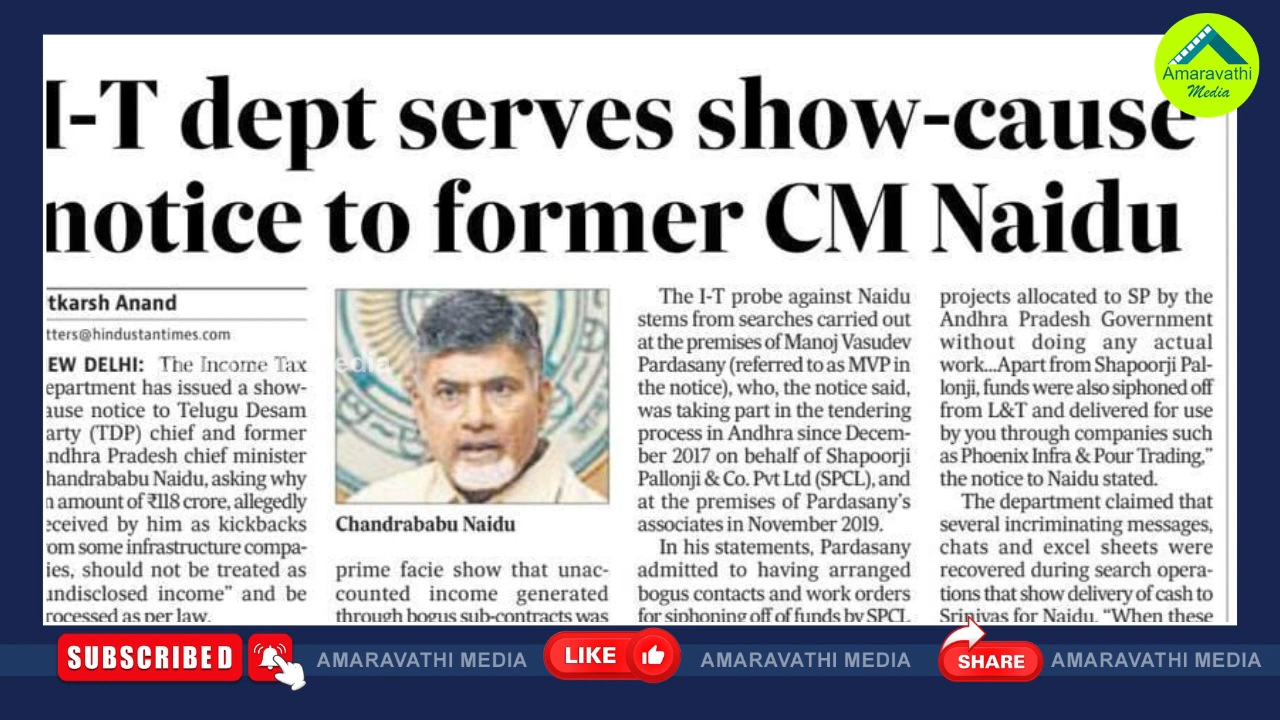 Amaravathi
Media
I-T dept serves show-cause
notice to former CM Naidu
tkarsh Anand
tters@hindustantimes.com
EW DELHI: The Income Tax
epartment has issued a show-
ause notice to Telugu Desam
arty (TDP) chief and former
ndhra Pradesh chief minister
handrababu Naidu, asking why
n amount of ₹118 crore, allegedly
eceived by him as kickbacks
om some infrastructure compa-
ies, should not be treated as
undisclosed income” and be
rocessed as per law.
edia
Chandrababu Naidu
prime facie show that unac-
counted income generated
through bogus sub-contracts was
The I-T probe against Naidu
stems from searches carried out
at the premises of Manoj Vasudev
Pardasany (referred to as MVP in
the notice), who, the notice said,
was taking part in the tendering
process in Andhra since Decem-
ber 2017 on behalf of Shapoorji
Pallonji & Co. Pvt Ltd (SPCL), and
at the premises of Pardasany’s
associates in November 2019.
In his statements, Pardasany
admitted to having arranged
bogus contacts and work orders
for siphoning off of funds by SPCL
projects allocated to SP by the
Andhra Pradesh Government
without doing any actual
work...Apart from Shapoorji Pal-
lonji, funds were also siphoned off
from L&T and delivered for use
by you through companies such
as Phoenix Infra & Pour Trading,”
the notice to Naidu stated.
The department claimed that
several incriminating messages,
chats and excel sheets were
recovered during search opera-
tions that show delivery of cash to
Srinivas for Naidu. “When these
SUBSCRIBED
AMARAVATHI MEDIA
LIKE
AMARAVATHI MEDIA
SHARE
AMARAVATHI MEDIA